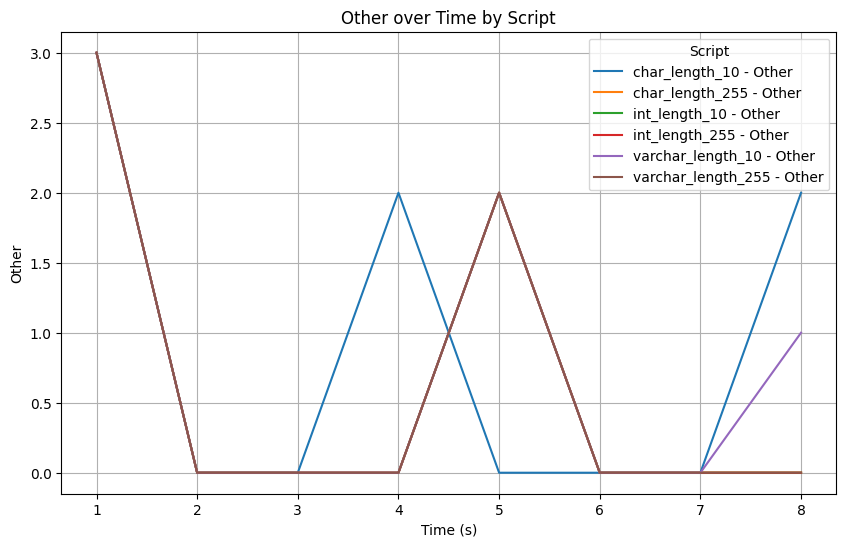 Other over Time by Script
Script
char_length_10 - Other
char_length_255 - Other
int_length_10 - Other
int_length_255 - Other
varchar_length_10 - Other
varchar_length_255 - Other
3.0
2.5
2.0
1.5
1.0
0.5
0.0
Other
1 2 3 4 5 6 7 8
Time (s)